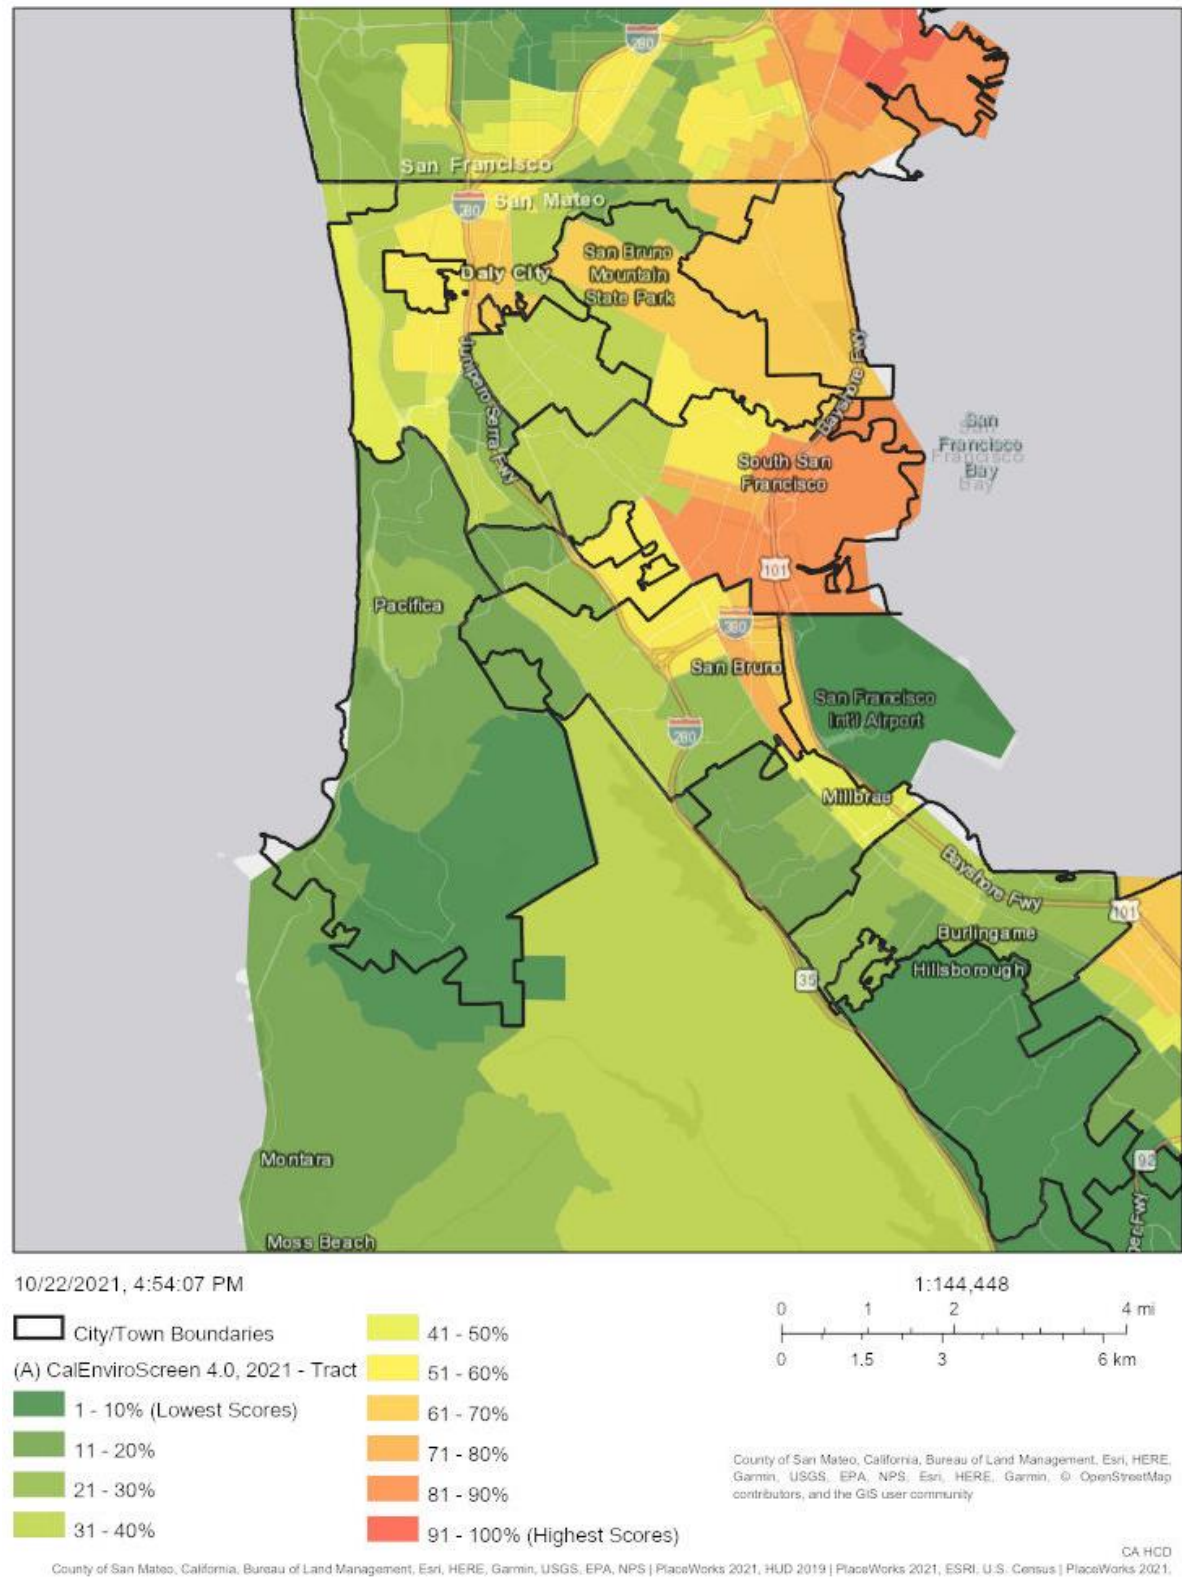 280
San Francisco
280
San Mateo
Daly City
San Bruno
Mountain
State Park
Junipero Serra Fwy
Bayshore Fwy
San
Francisco
Bay
San
Francisco
Bay
South San
Francisco
101
Pacifica
380
San Bruno
San Francisco
Int'l Airport
280
Millbrae
Bayshore Fwy
101
Burlingame
Hillsborough
35
Montara
92
per Fwy
Moss Beach
10/22/2021, 4:54:07 PM
1:144,448
0 1 2 4 mi
0 1.5 3 6 km
City/Town Boundaries
(A) CalEnviroScreen 4.0, 2021 - Tract
1 - 10% (Lowest Scores)
11 - 20%
21 - 30%
31 - 40%
41 - 50%
51 - 60%
61 - 70%
71 - 80%
81 - 90%
91 - 100% (Highest Scores)
County of San Mateo, California, Bureau of Land Management, Esri, HERE,
Garmin, USGS, EPA, NPS, Esri, HERE, Garmin, © OpenStreetMap
contributors, and the GIS user community
CA HCD
County of San Mateo, California, Bureau of Land Management, Esri, HERE, Garmin, USGS, EPA, NPS | PlaceWorks 2021, HUD 2019 | PlaceWorks 2021, ESRI, U.S. Census | PlaceWorks 2021,